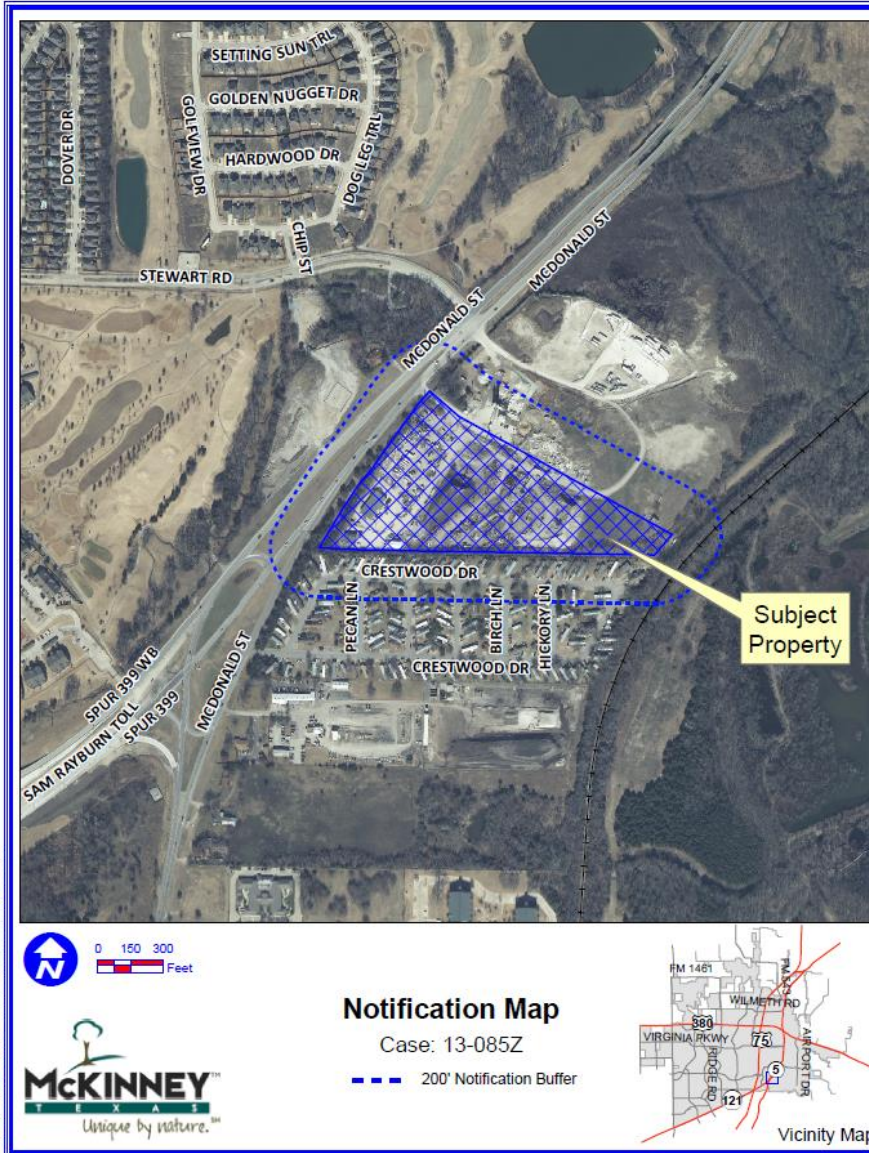 SETTING SUN TRL
GOLDEN NUGGET DR
HARDWOOD DR
DOVER DR
GOLFVIEW DR
DOG LEG TRL
CHIP ST
STEWART RD
MCDONALD ST
MCDONALD ST
CRESTWOOD DR
PECAN LN
BIRCH LN
HICKORY LN
CRESTWOOD DR
Subject
Property
SPUR 399 WB
MCDONALD ST
SAM RAYBURN TOLL
SPUR 399
N
0 150 300
Feet
Notification Map
Case: 13-085Z
200' Notification Buffer
MCKINNEY™
TEXAS
Unique by nature.℠
FM 1461
FM 543
WILMETH RD
380
VIRGINIA PKWY
75
RIDGE RD
AIRPORT DR
5
121
Vicinity Map